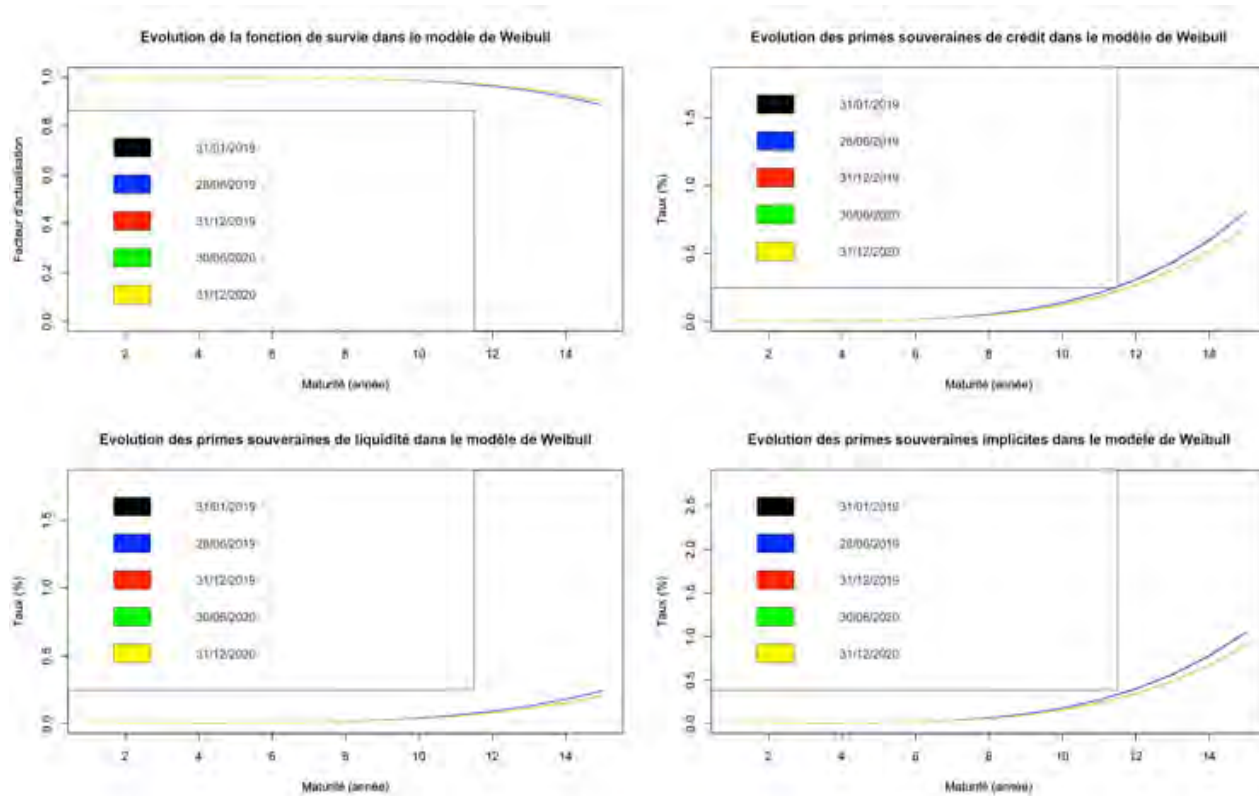 Evolution de la fonction de survie dans le modèle de Weibull
Facteur d'actualisation
1.0
0.8
0.6
0.4
0.2
0.0
31/01/2019
28/06/2019
31/12/2019
30/06/2020
31/12/2020
2 4 6 8 10 12 14
Maturité (année)
Evolution des primes souveraines de crédit dans le modèle de Weibull
Taux (%)
1.5
1.0
0.5
0.0
31/01/2019
28/06/2019
31/12/2019
30/06/2020
31/12/2020
2 4 6 8 10 12 14
Maturité (année)
Evolution des primes souveraines de liquidité dans le modèle de Weibull
Taux (%)
1.5
1.0
0.5
0.0
31/01/2019
28/06/2019
31/12/2019
30/06/2020
31/12/2020
2 4 6 8 10 12 14
Maturité (année)
Evolution des primes souveraines implicites dans le modèle de Weibull
Taux (%)
2.5
2.0
1.5
1.0
0.5
0.0
31/01/2019
28/06/2019
31/12/2019
30/06/2020
31/12/2020
2 4 6 8 10 12 14
Maturité (année)